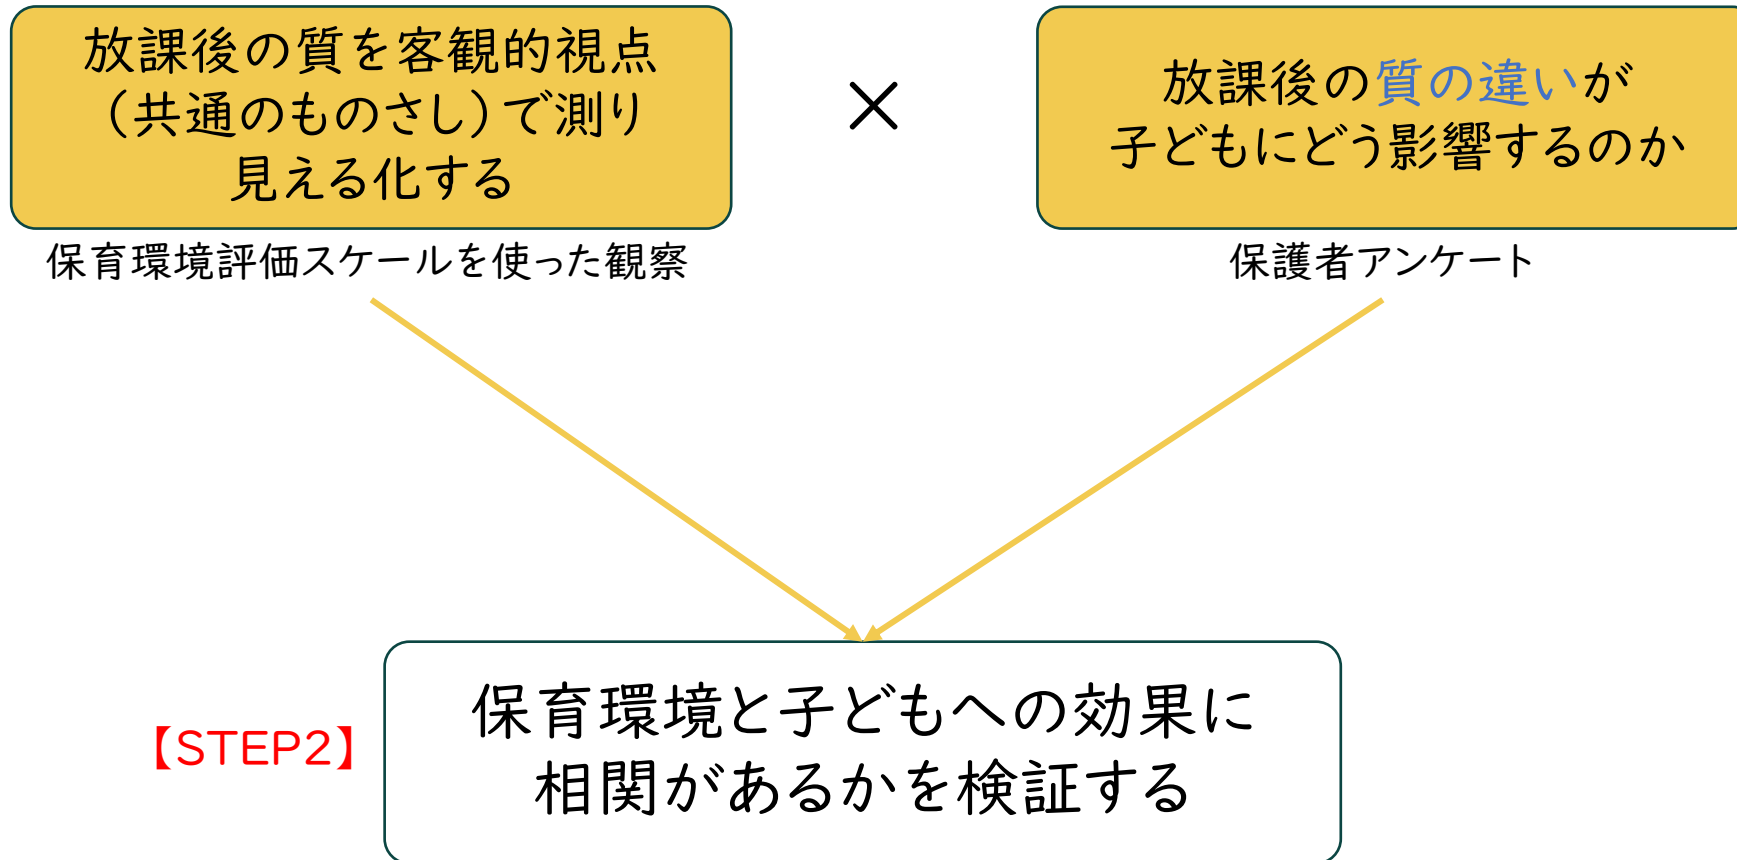 放課後の質を客観的視点
（共通のものさし）で測り
見える化する
×
放課後の質の違いが
子どもにどう影響するのか
保育環境評価スケールを使った観察
保護者アンケート
【STEP2】
保育環境と子どもへの効果に
相関があるかを検証する